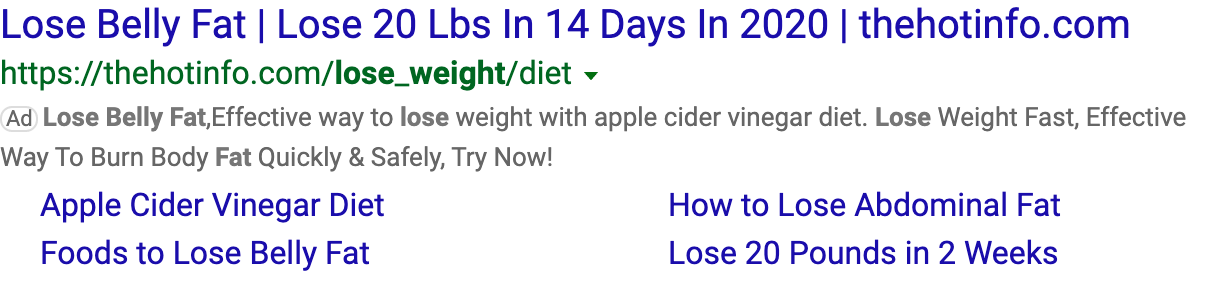 Lose Belly Fat | Lose 20 Lbs In 14 Days In 2020 | thehotinfo.com
https://thehotinfo.com/lose_weight/diet
Ad Lose Belly Fat,Effective way to lose weight with apple cider vinegar diet. Lose Weight Fast, Effective
Way To Burn Body Fat Quickly & Safely, Try Now!
Apple Cider Vinegar Diet How to Lose Abdominal Fat
Foods to Lose Belly Fat Lose 20 Pounds in 2 Weeks